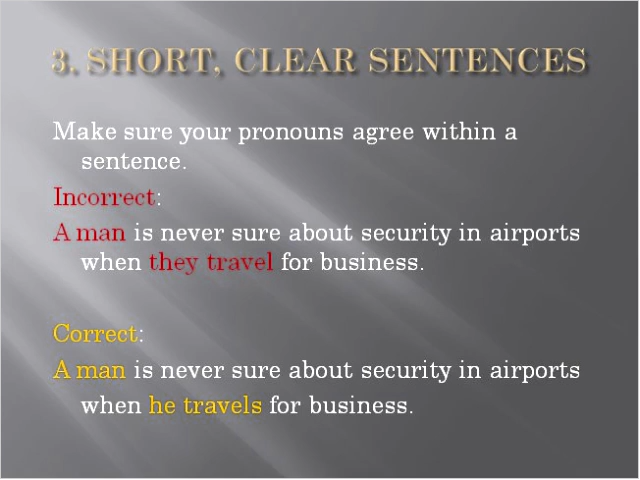 3. SHORT, CLEAR SENTENCES
Make sure your pronouns agree within a
sentence.
Incorrect:
A man is never sure about security in airports
when they travel for business.
Correct:
A man is never sure about security in airports
when he travels for business.